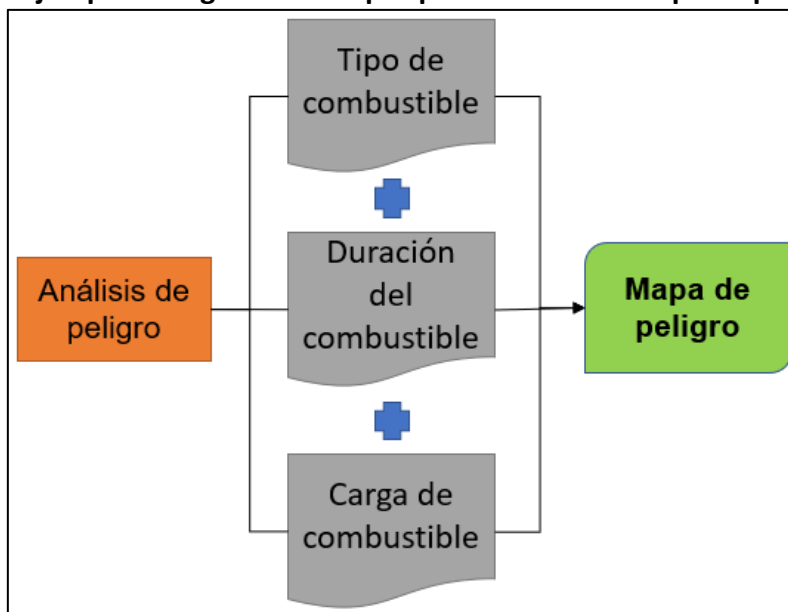 Tipo de
combustible
Análisis de
peligro
Duración
del
combustible
Mapa de
peligro
Carga de
combustible